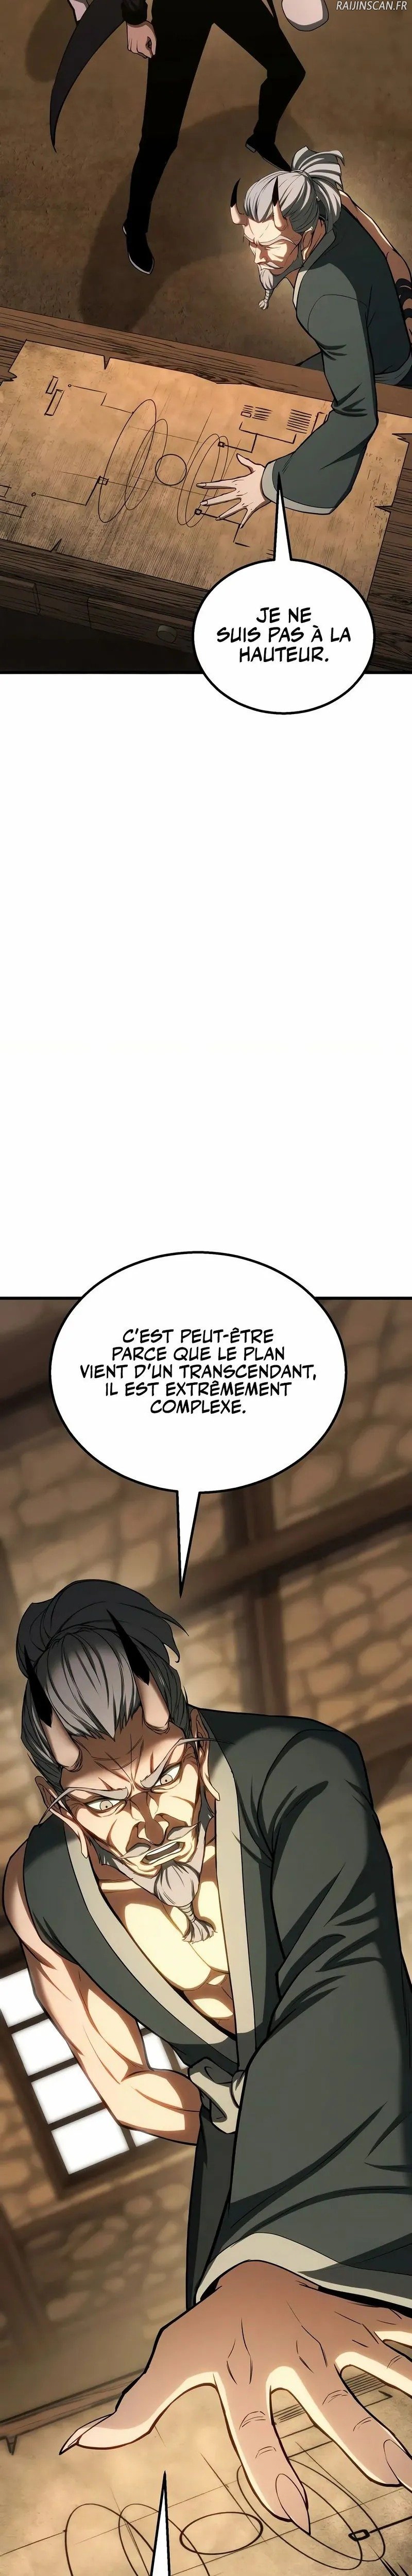 RAIJINSCAN.FR
JE NE
SUIS PAS À LA
HAUTEUR.
C'EST PEUT-ÊTRE
PARCE QUE LE PLAN
VIENT D'UN TRANSCENDANT,
IL EST EXTRÊMEMENT
COMPLEXE.